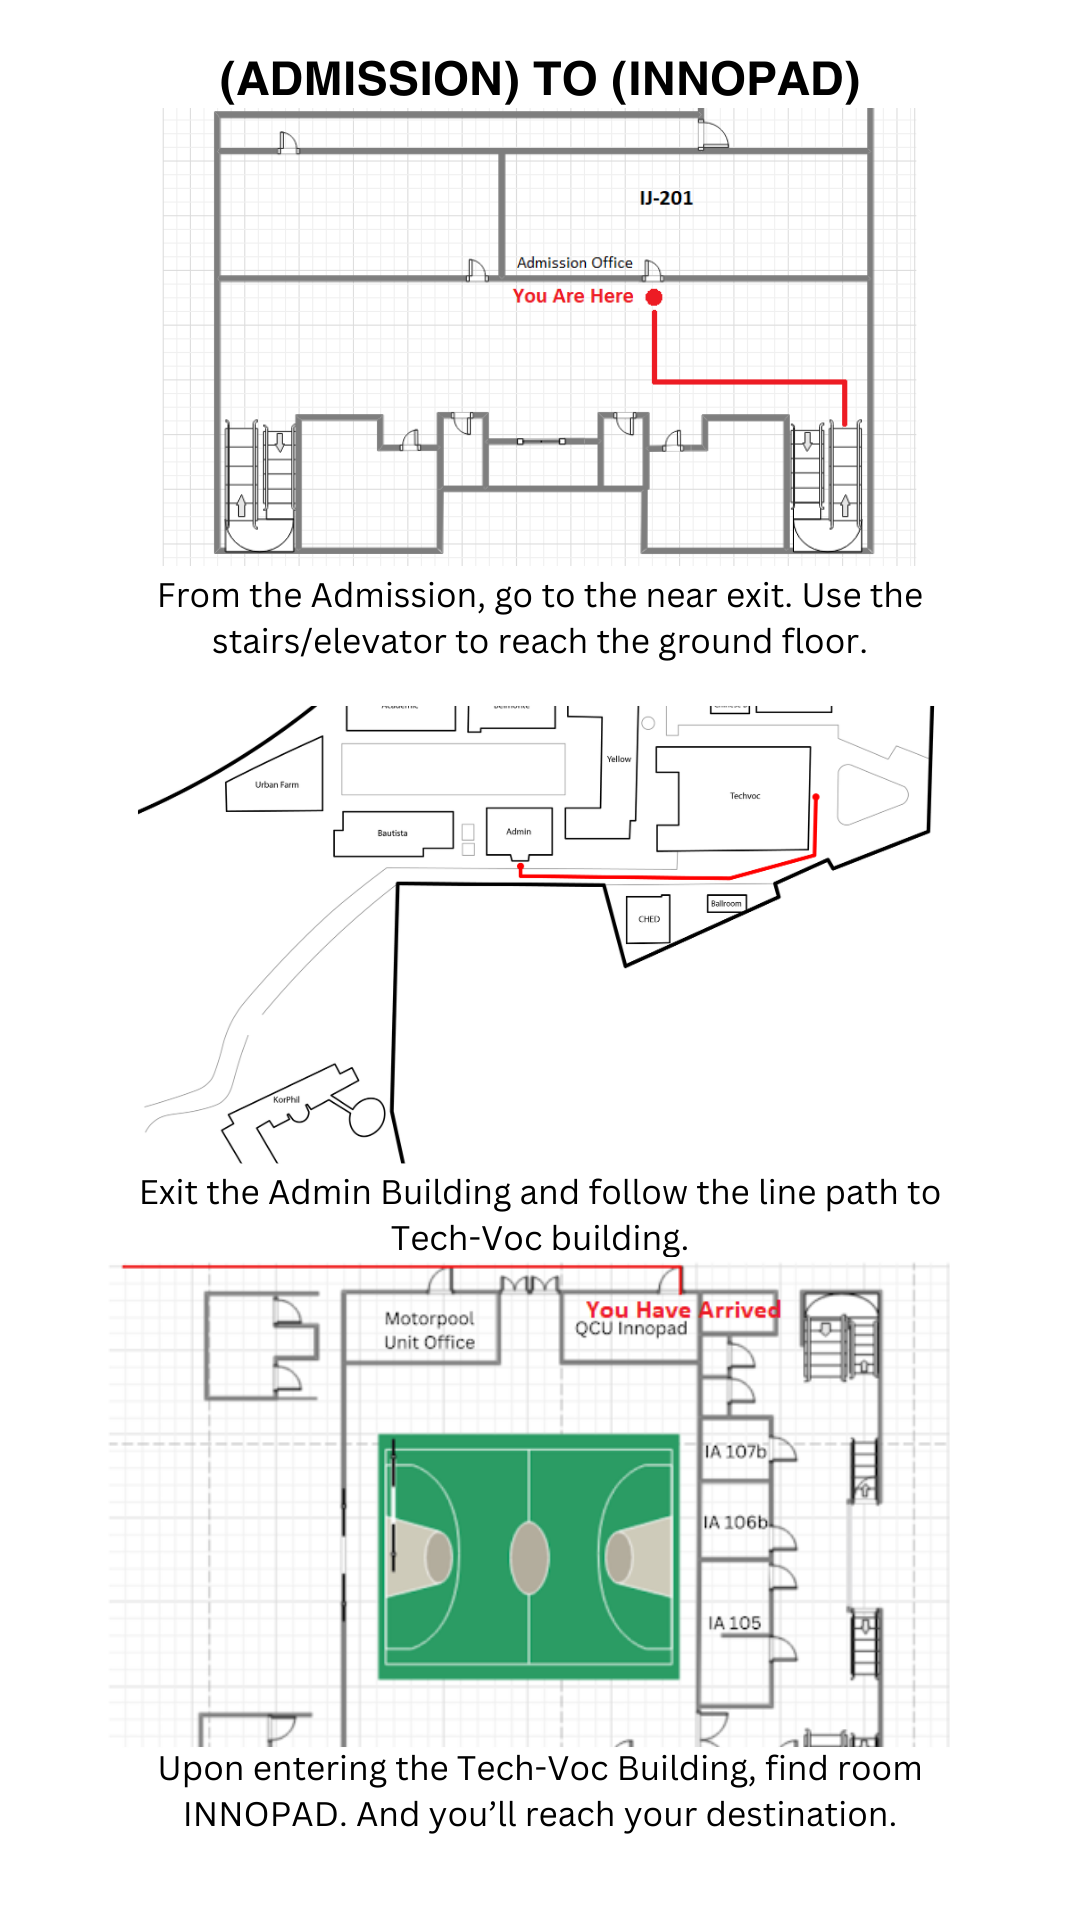 (ADMISSION) TO (INNOPAD)
IJ-201
Admission Office
You Are Here
From the Admission, go to the near exit. Use the
stairs/elevator to reach the ground floor.
Academic
Belmonte
Yellow
Urban Farm
Techvoc
Bautista
Admin
CHED
Ballroom
KorPhil
Exit the Admin Building and follow the line path to
Tech-Voc building.
You Have Arrived
Motorpool
Unit Office
QCU Innopad
IA 107b
IA 106b
IA 105
Upon entering the Tech-Voc Building, find room
INNOPAD. And you’ll reach your destination.